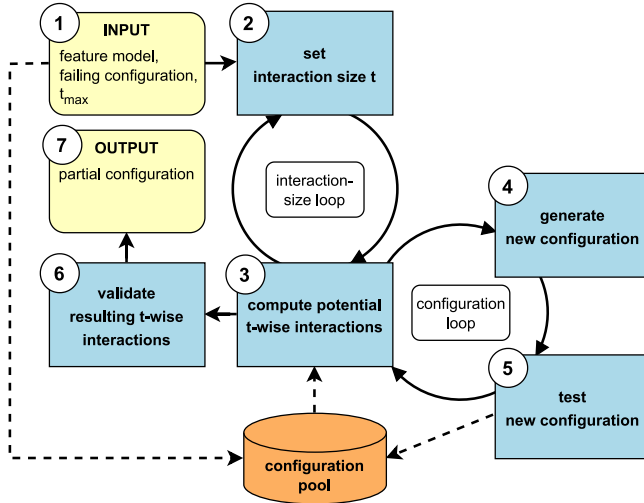 1
INPUT
feature model,
failing configuration,
tmax
2
set
interaction size t
7
OUTPUT
partial configuration
interaction-
size loop
4
generate
new configuration
6
validate
resulting t-wise
interactions
3
compute potential
t-wise interactions
configuration
loop
5
test
new configuration
configuration
pool